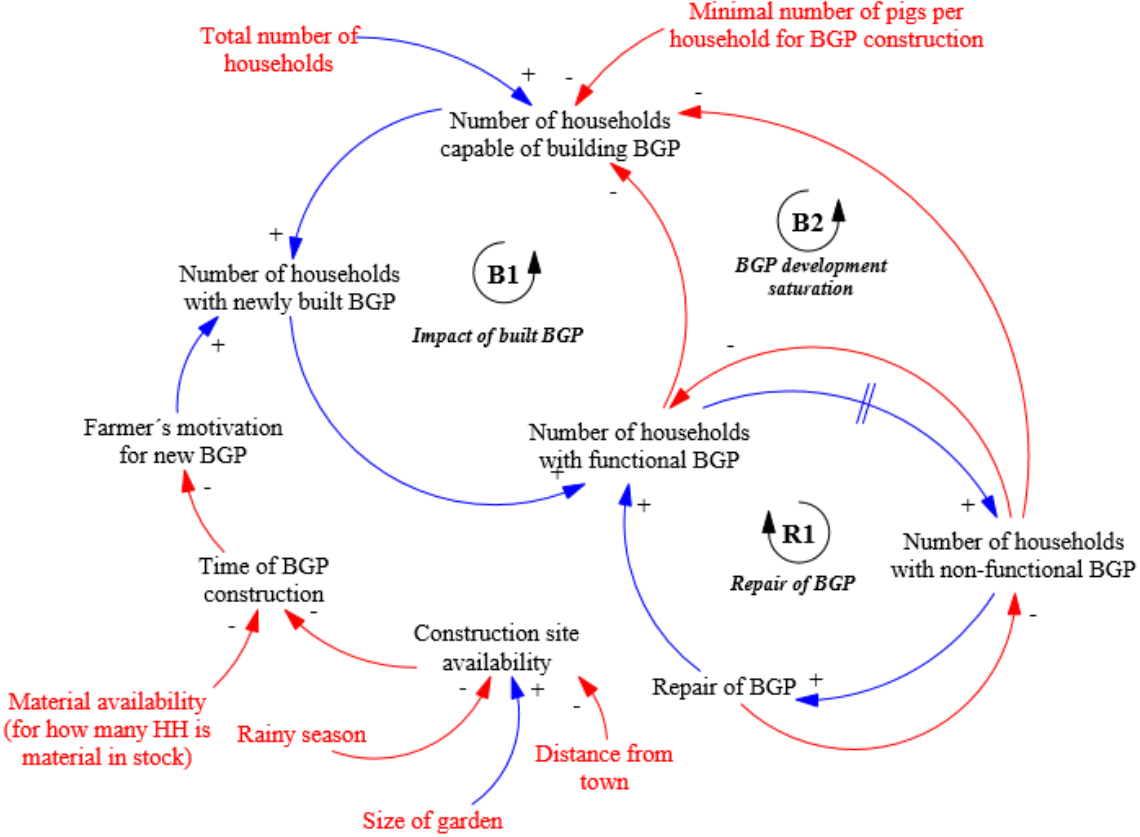 Minimal number of pigs per
household for BGP construction
Total number of
households
+
-
-
Number of households
capable of building BGP
-
B2
BGP development
saturation
+
Number of households
with newly built BGP
B1
Impact of built BGP
+
-
Farmer´s motivation
for new BGP
Number of households
with functional BGP
+
-
+
+
R1
Repair of BGP
Number of households
with non-functional BGP
Time of BGP
construction
-
-
-
Construction site
availability
-
+
-
Repair of BGP
+
Material availability
(for how many HH is
material in stock)
Rainy season
Distance from
town
Size of garden